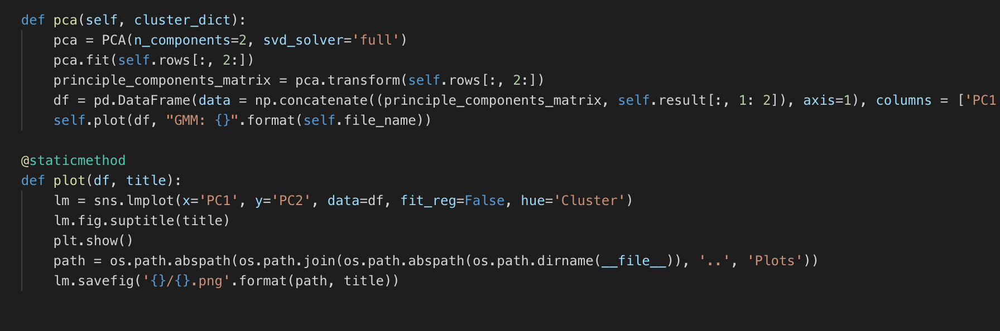 def pca(self, cluster_dict):
    pca = PCA(n_components=2, svd_solver='full')
    pca.fit(self.rows[:, 2:])
    principle_components_matrix = pca.transform(self.rows[:, 2:])
    df = pd.DataFrame(data = np.concatenate((principle_components_matrix, self.result[:, 1: 2]), axis=1), columns = ['PC1
    self.plot(df, "GMM: {}".format(self.file_name))

@staticmethod
def plot(df, title):
    lm = sns.lmplot(x='PC1', y='PC2', data=df, fit_reg=False, hue='Cluster')
    lm.fig.suptitle(title)
    plt.show()
    path = os.path.abspath(os.path.join(os.path.abspath(os.path.dirname(__file__)), '..', 'Plots'))
    lm.savefig('{}/{}.png'.format(path, title))